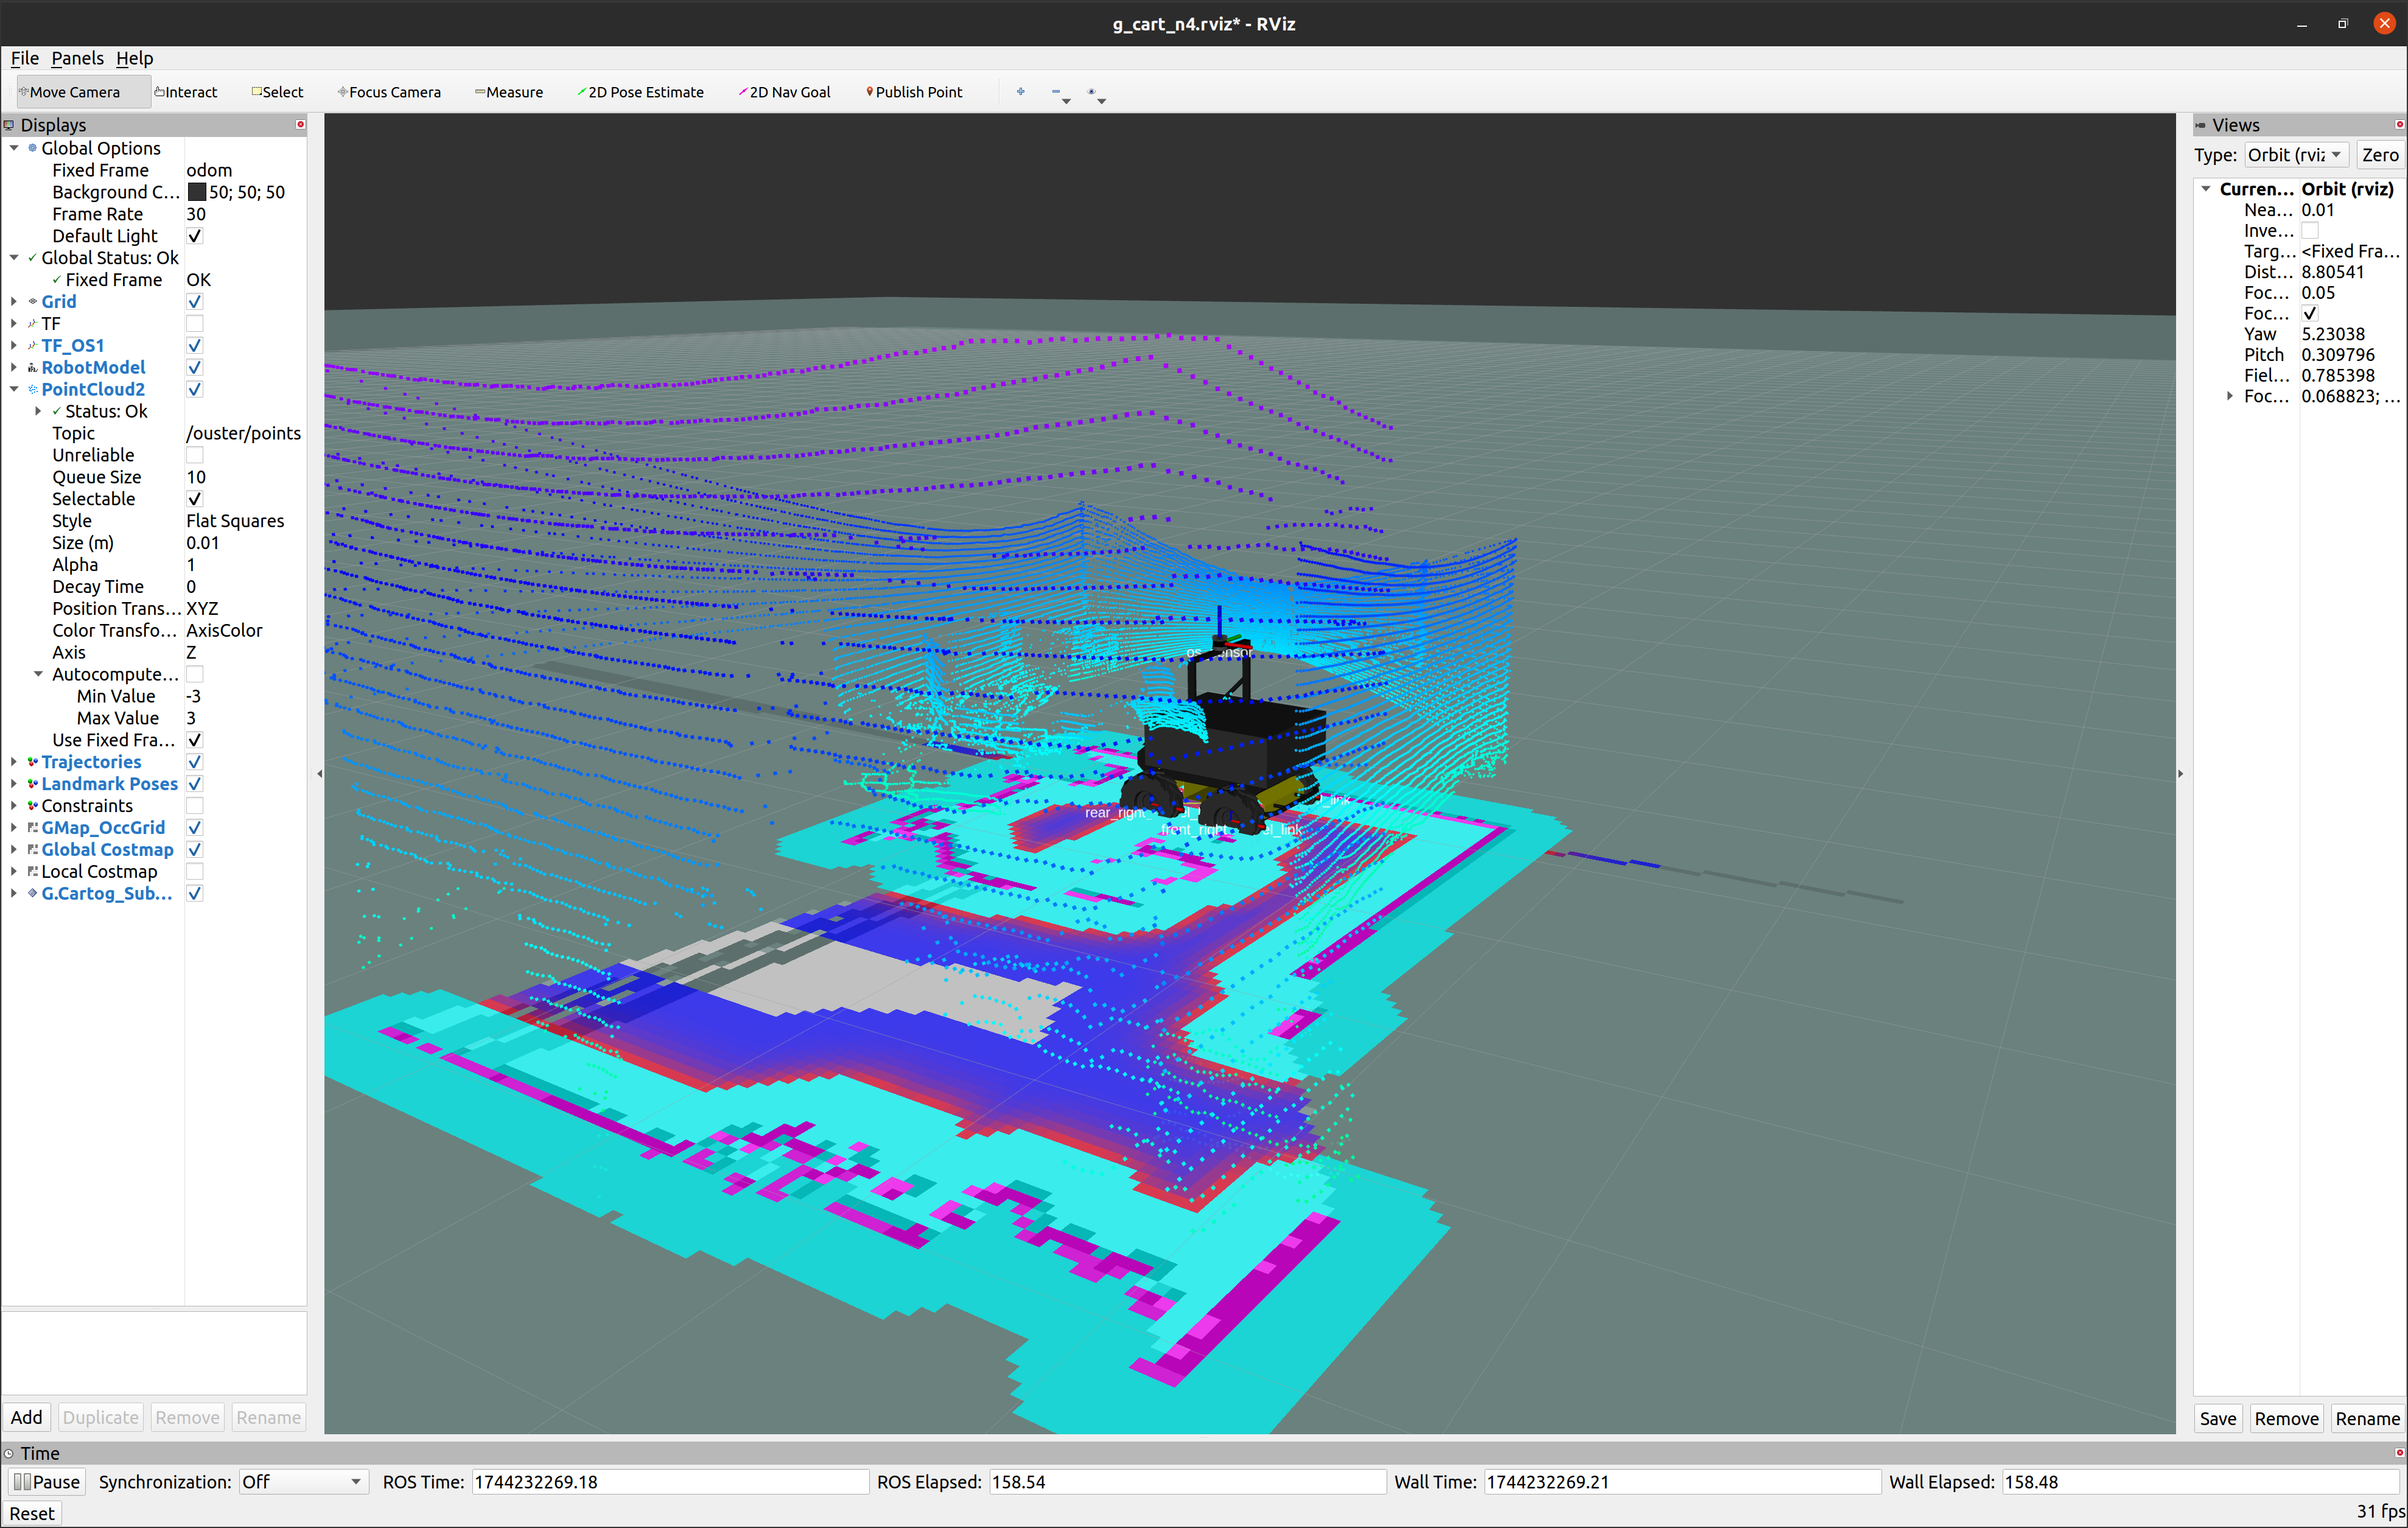 g_cart_n4.rviz* - RViz
File Panels Help
Move Camera Interact Select Focus Camera Measure 2D Pose Estimate 2D Nav Goal Publish Point
Displays
Global Options
Fixed Frame odom
Background C... 50; 50; 50
Frame Rate 30
Default Light
Global Status: Ok
Fixed Frame OK
Grid
TF
TF_OS1
RobotModel
PointCloud2
Status: Ok
Topic /ouster/points
Unreliable
Queue Size 10
Selectable
Style Flat Squares
Size (m) 0.01
Alpha 1
Decay Time 0
Position Trans... XYZ
Color Transfo... AxisColor
Axis Z
Autocompute...
Min Value -3
Max Value 3
Use Fixed Fra...
Trajectories
Landmark Poses
Constraints
GMap_OccGrid
Global Costmap
Local Costmap
G.Cartog_Sub...
Add Duplicate Remove Rename
rear_right_
front_right_
el_link
Views
Type: Orbit (rviz Zero
Curren... Orbit (rviz)
Nea... 0.01
Inve...
Targ... <Fixed Fra...
Dist... 8.80541
Foc... 0.05
Foc...
Yaw 5.23038
Pitch 0.309796
Fiel... 0.785398
Foc... 0.068823; ...
Save Remove Rename
Time
Pause Synchronization: Off ROS Time: 1744232269.18 ROS Elapsed: 158.54 Wall Time: 1744232269.21 Wall Elapsed: 158.48
Reset 31 fps